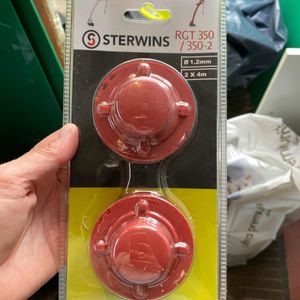 STERWINS
RGT 350
/ 350-2
Ø 1.2mm
2 X 4m